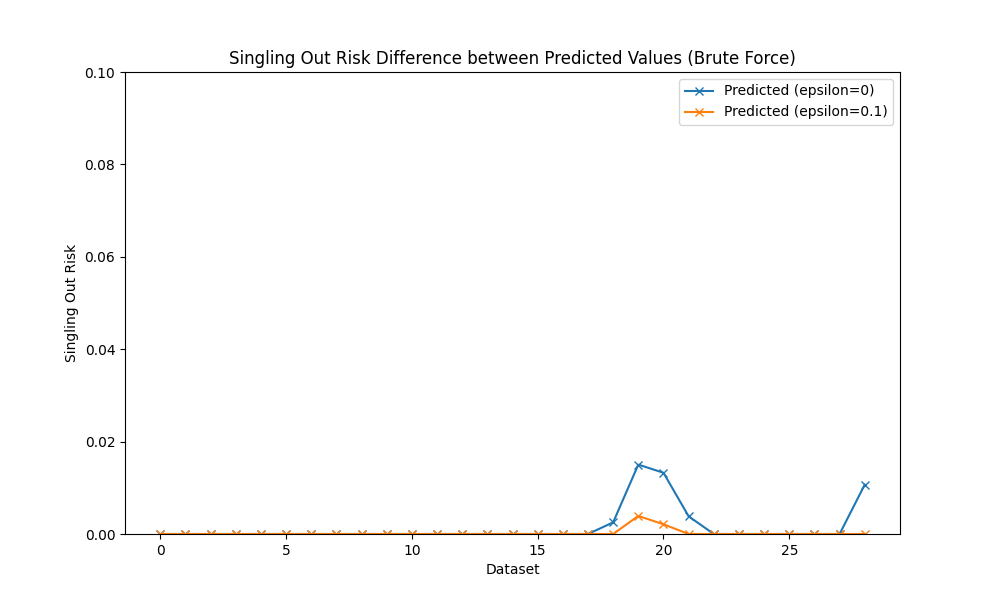 Singling Out Risk Difference between Predicted Values (Brute Force)
Predicted (epsilon=0)
Predicted (epsilon=0.1)
0.10
0.08
0.06
0.04
0.02
0.00
Singling Out Risk
0 5 10 15 20 25
Dataset